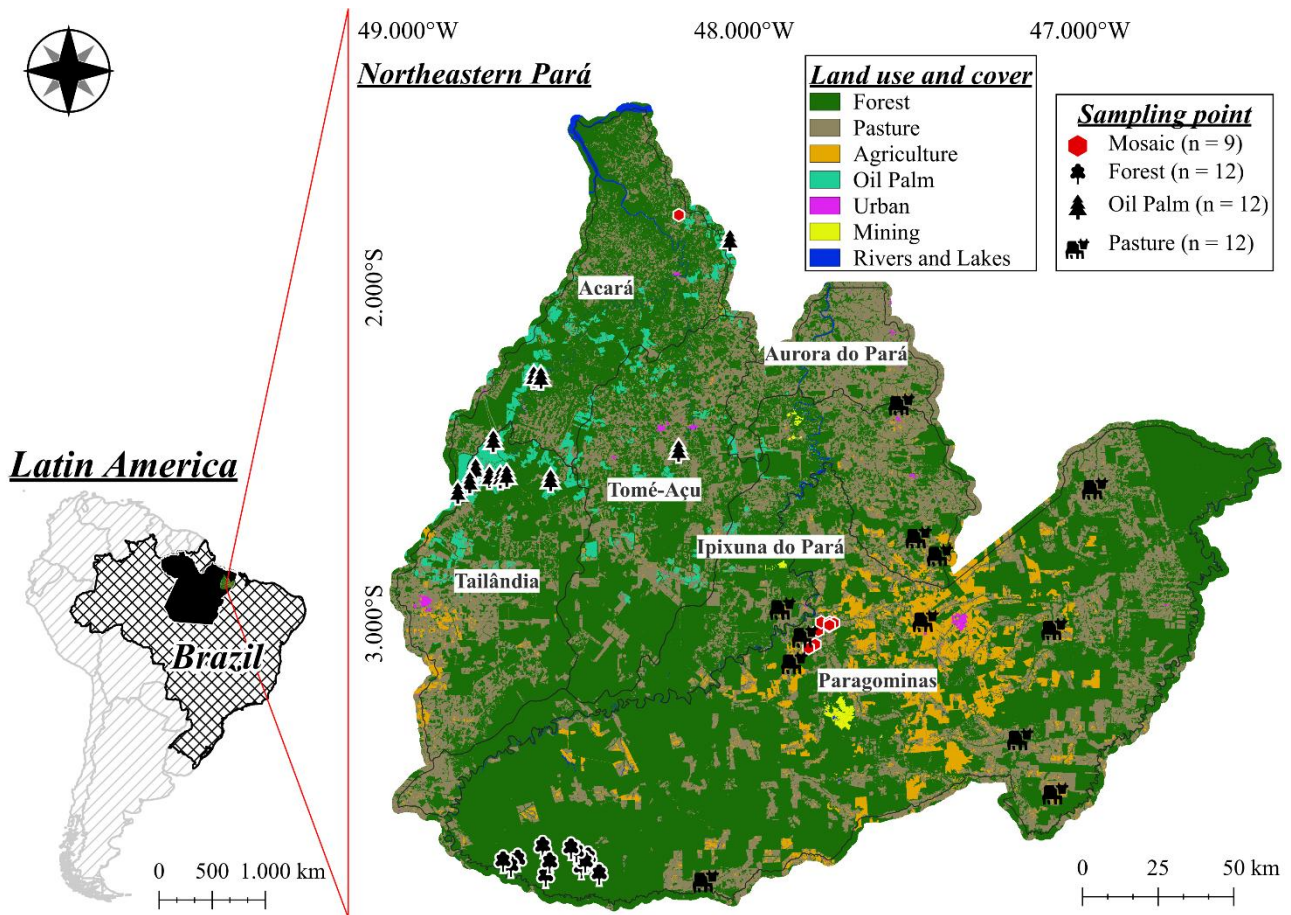 49.000°W
48.000°W
47.000°W
Northeastern Pará
Land use and cover
Forest
Pasture
Agriculture
Oil Palm
Urban
Mining
Rivers and Lakes
Sampling point
Mosaic (n = 9)
Forest (n = 12)
Oil Palm (n = 12)
Pasture (n = 12)
2.000°S
3.000°S
Acará
Aurora do Pará
Tomé-Açu
Ipixuna do Pará
Tailândia
Paragominas
Latin America
Brazil
0 500 1.000 km
0 25 50 km